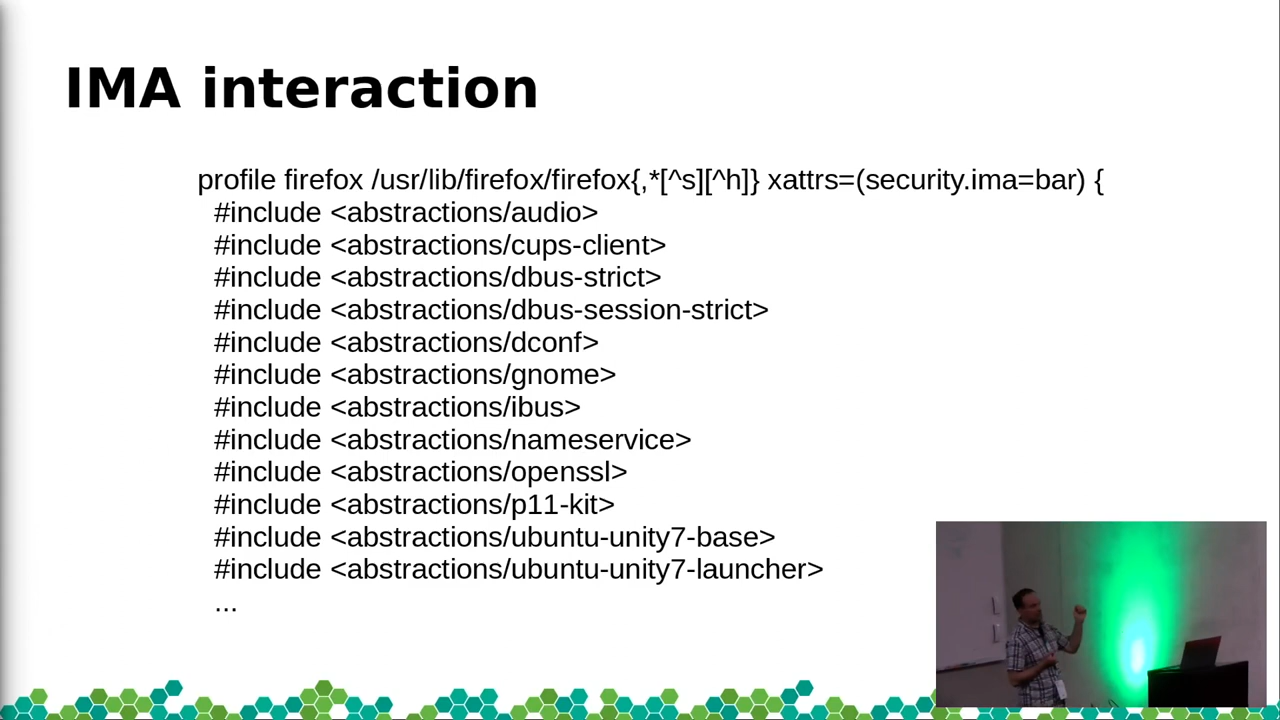 IMA interaction
profile firefox /usr/lib/firefox/firefox{,*[^s][^h]} xattrs=(security.ima=bar) {
#include <abstractions/audio>
#include <abstractions/cups-client>
#include <abstractions/dbus-strict>
#include <abstractions/dbus-session-strict>
#include <abstractions/dconf>
#include <abstractions/gnome>
#include <abstractions/ibus>
#include <abstractions/nameservice>
#include <abstractions/openssl>
#include <abstractions/p11-kit>
#include <abstractions/ubuntu-unity7-base>
#include <abstractions/ubuntu-unity7-launcher>
...